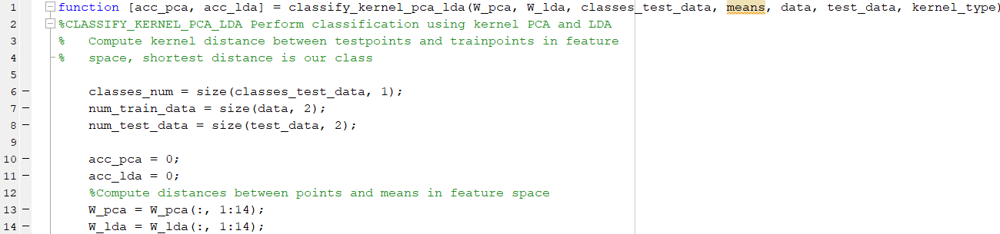 1 function [acc_pca, acc_lda] = classify_kernel_pca_lda(W_pca, W_lda, classes_test_data, means, data, test_data, kernel_type)
2 %CLASSIFY_KERNEL_PCA_LDA Perform classification using kernel PCA and LDA
3 %   Compute kernel distance between testpoints and trainpoints in feature
4 %   space, shortest distance is our class
5
6 classes_num = size(classes_test_data, 1);
7 num_train_data = size(data, 2);
8 num_test_data = size(test_data, 2);
9
10 acc_pca = 0;
11 acc_lda = 0;
12 %Compute distances between points and means in feature space
13 W_pca = W_pca(:, 1:14);
14 W_lda = W_lda(:, 1:14);